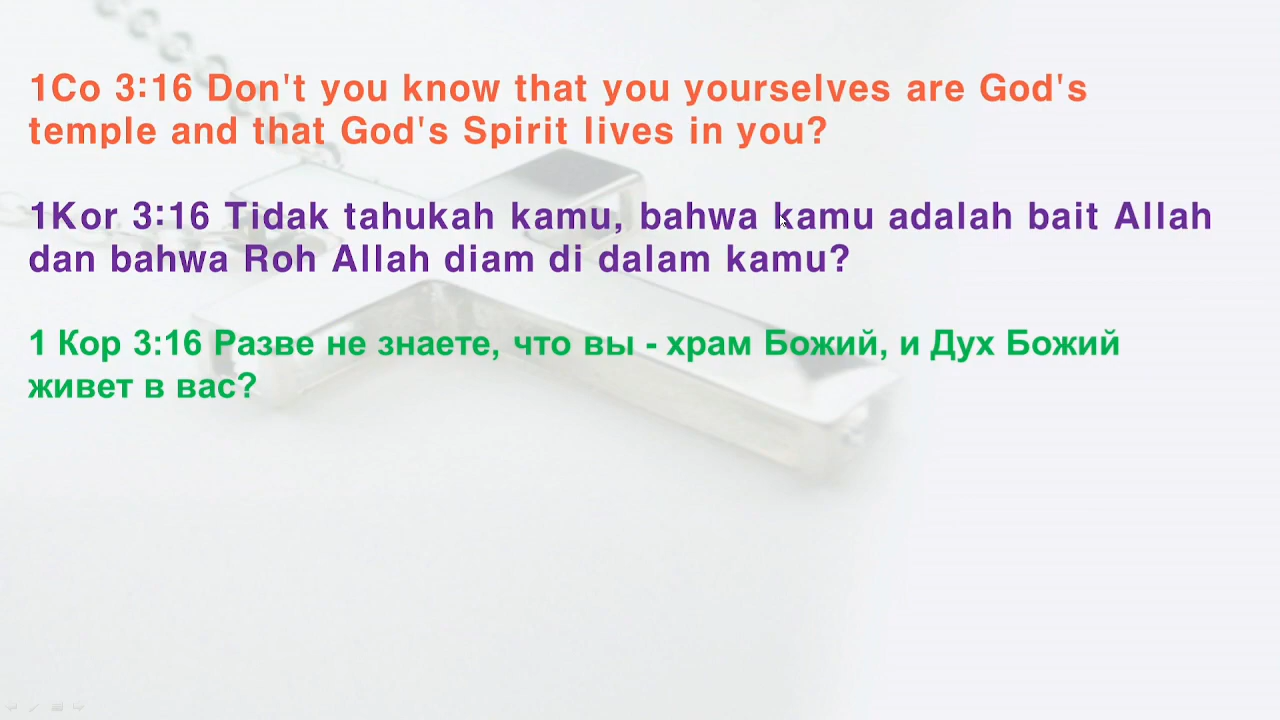 1Co 3:16 Don't you know that you yourselves are God's
temple and that God's Spirit lives in you?
1Kor 3:16 Tidak tahukah kamu, bahwa kamu adalah bait Allah
dan bahwa Roh Allah diam di dalam kamu?
1 Кор 3:16 Разве не знаете, что вы - храм Божий, и Дух Божий
живет в вас?